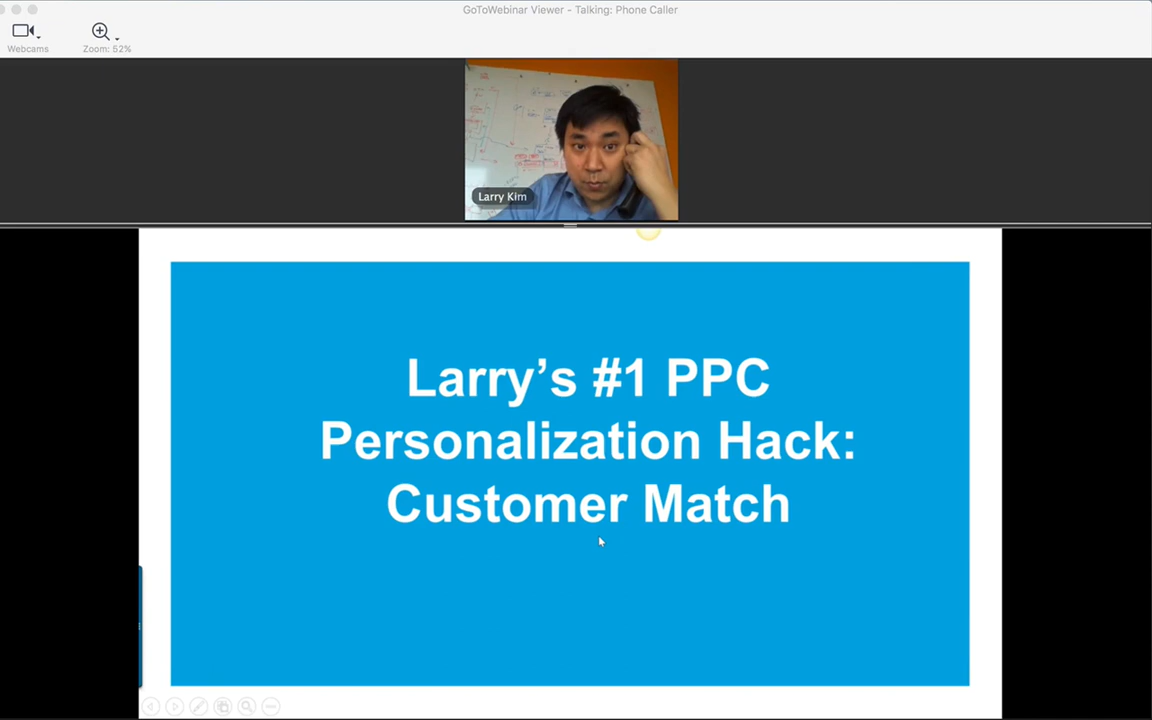 GoToWebinar Viewer - Talking: Phone Caller
Webcams
Zoom: 52%
Larry Kim
Larry’s #1 PPC
Personalization Hack:
Customer Match